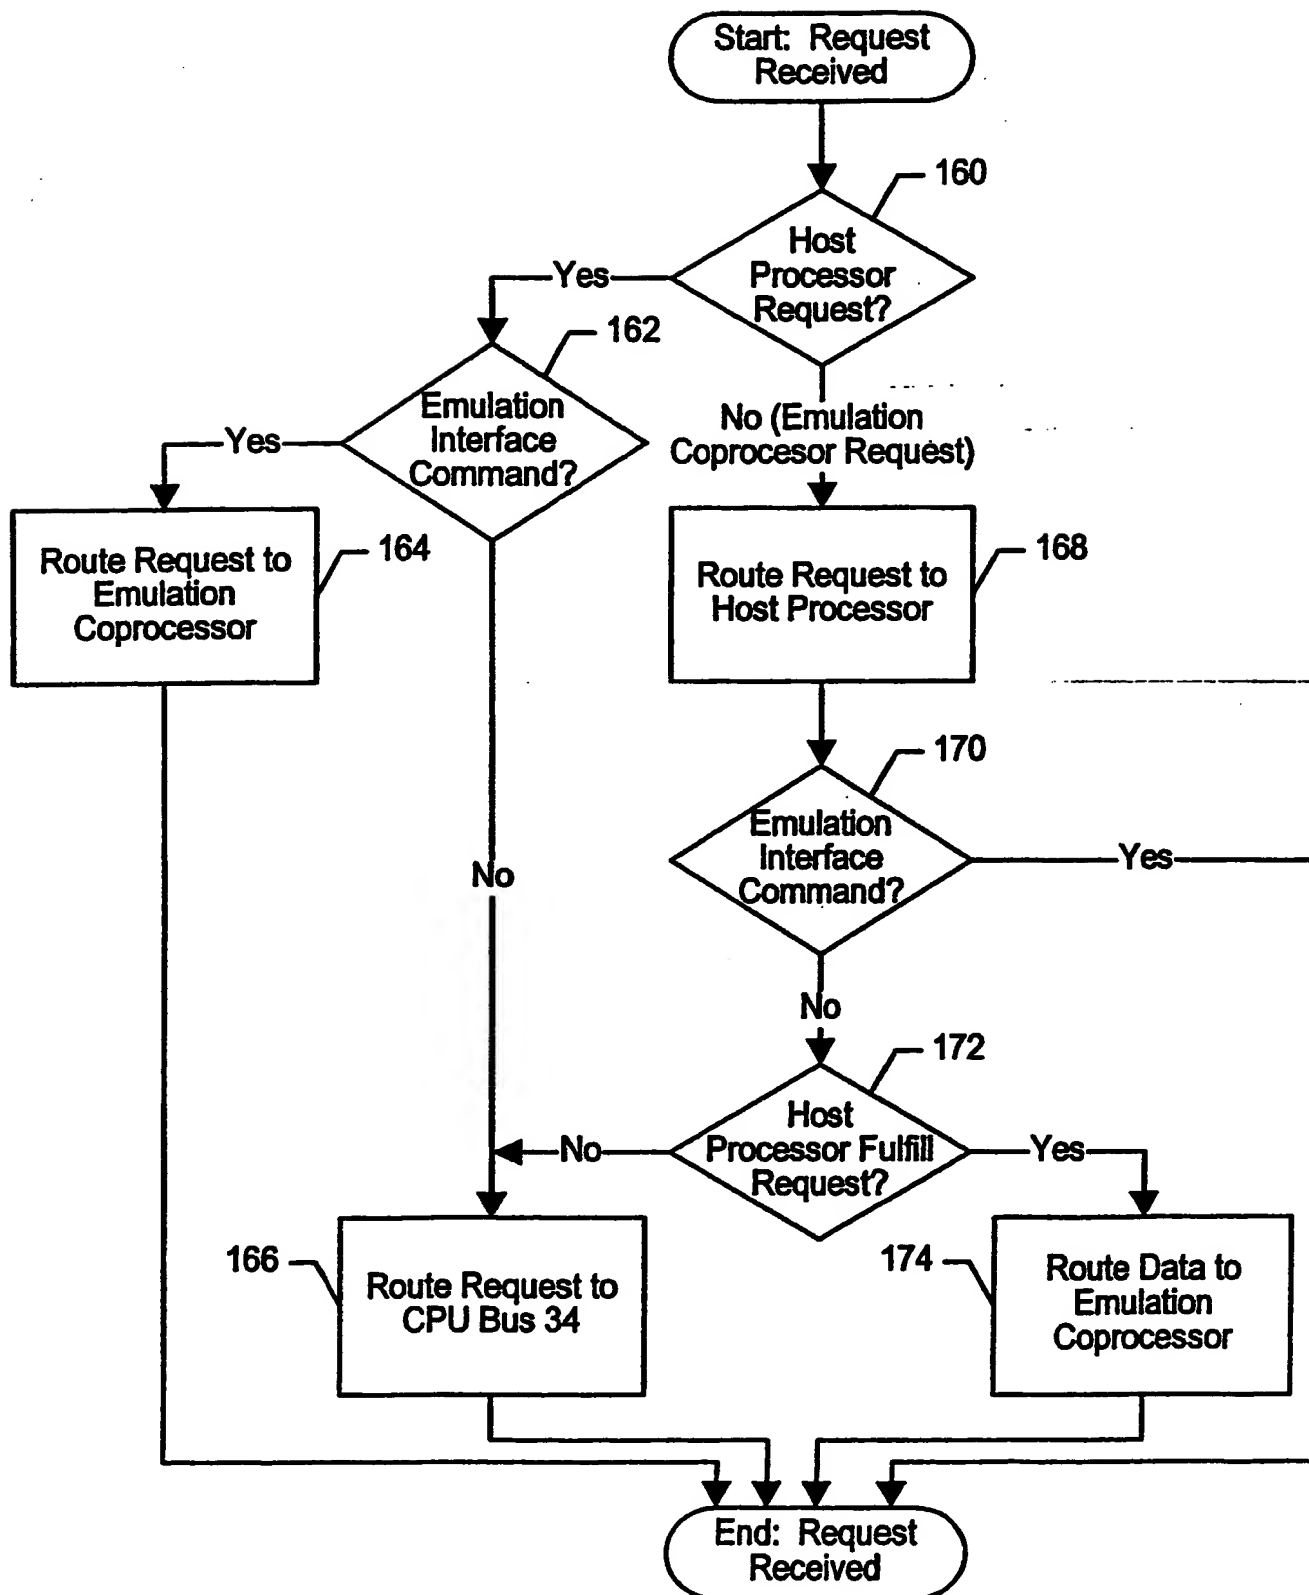 Start: Request
Received
160
Host
Processor
Request?
Yes
162
Emulation
Interface
Command?
Yes
No (Emulation
Coprocesor Request)
164
Route Request to
Emulation
Coprocessor
168
Route Request to
Host Processor
170
Emulation
Interface
Command?
Yes
No
No
172
Host
Processor Fulfill
Request?
No
Yes
166
Route Request to
CPU Bus 34
174
Route Data to
Emulation
Coprocessor
End: Request
Received